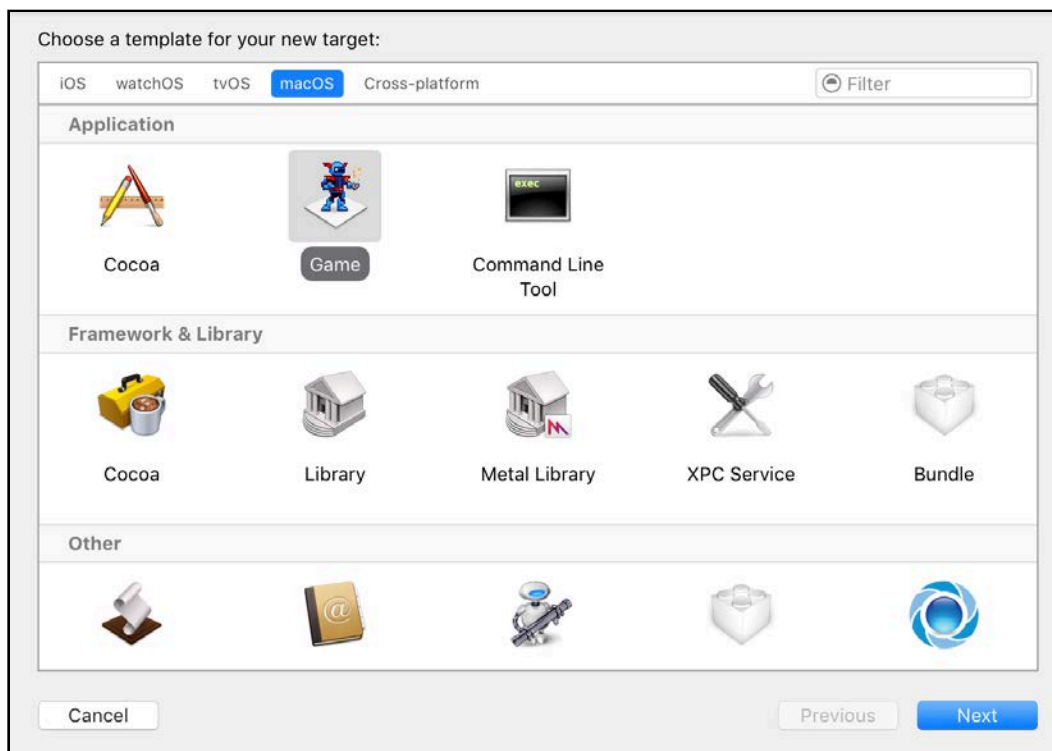 Choose a template for your new target:
iOS watchOS tvOS macOS Cross-platform Filter
Application
exec
Cocoa Game Command Line
Tool
Framework & Library
Cocoa Library Metal Library XPC Service Bundle
Other
@
Cancel Previous Next